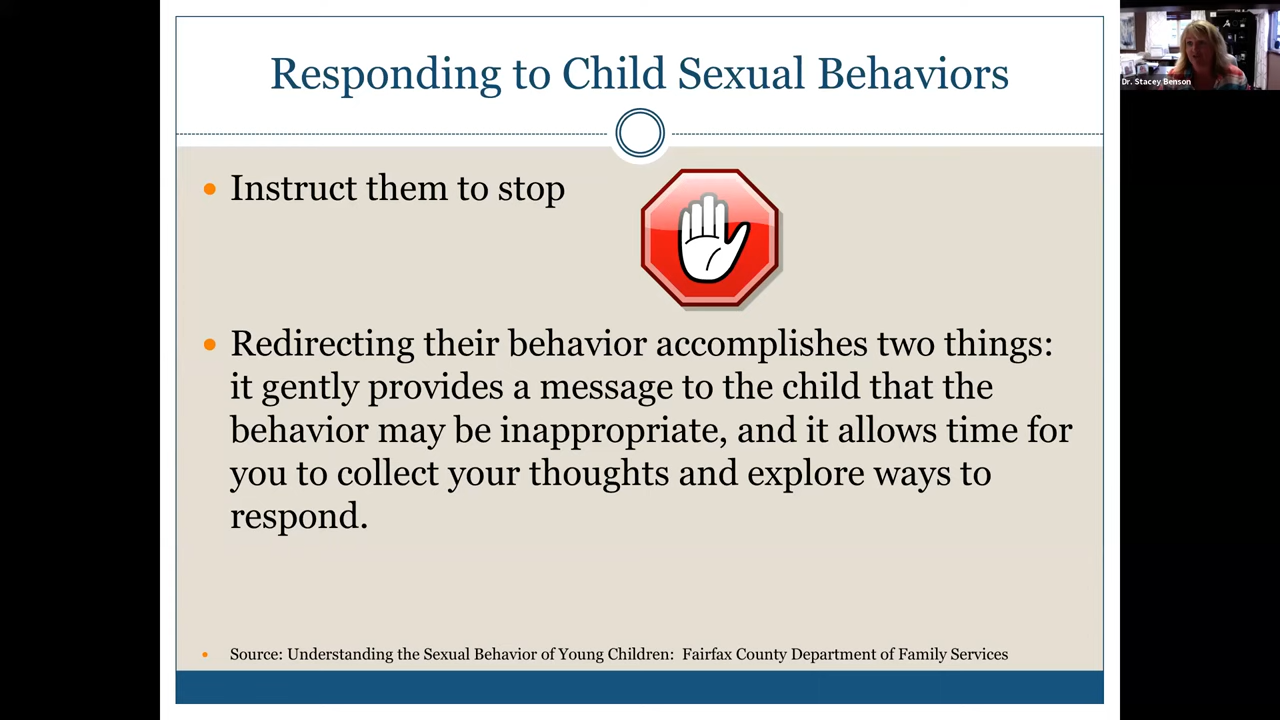 Responding to Child Sexual Behaviors
Dr. Stacey Benson
Instruct them to stop
Redirecting their behavior accomplishes two things:
it gently provides a message to the child that the
behavior may be inappropriate, and it allows time for
you to collect your thoughts and explore ways to
respond.
Source: Understanding the Sexual Behavior of Young Children: Fairfax County Department of Family Services